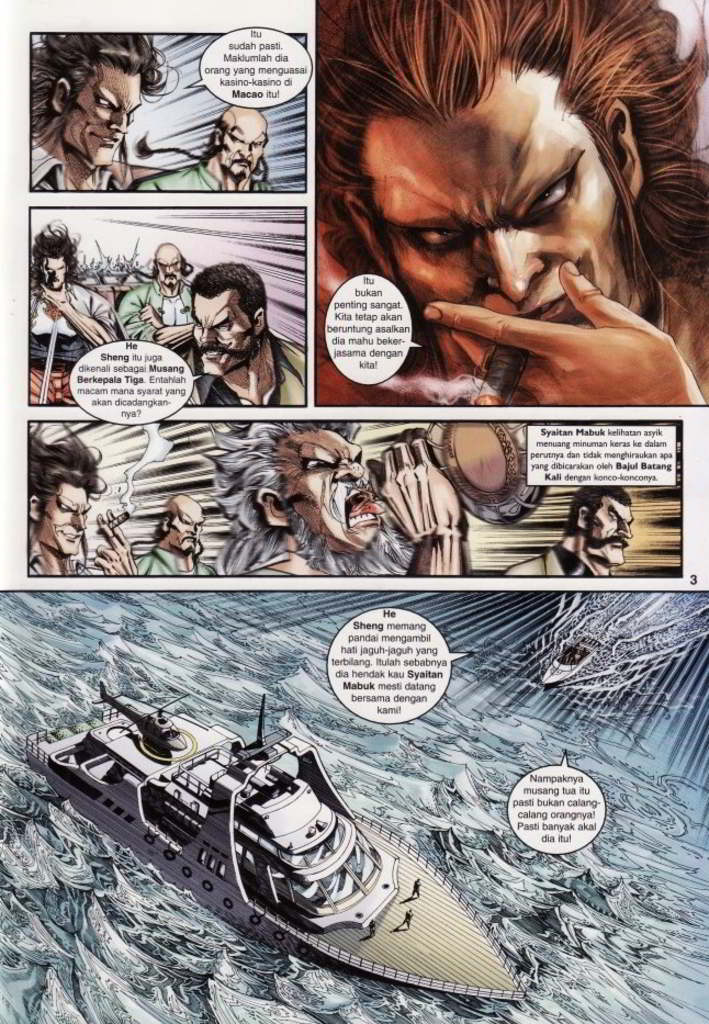 Itu
sudah pasti.
Maklumlah dia
orang yang menguasai
kasino-kasino di
Macao itu!
Itu
bukan
penting sangat.
Kita tetap akan
beruntung asalkan
dia mahu beker-
jasama dengan
kita!
He
Sheng itu juga
dikenali sebagai Musang
Berkepala Tiga. Entahlah
macam mana syarat yang
akan dicadangkan-
nya?
Syaitan Mabuk kelihatan asyik
menuang minuman keras ke dalam
perutnya dan tidak menghiraukan apa
yang dibicarakan oleh Bajul Batang
Kali dengan konco-konconya.
3
He
Sheng memang
pandai mengambil
hati jaguh-jaguh yang
terbilang. Itulah sebabnya
dia hendak kau Syaitan
Mabuk mesti datang
bersama dengan
kami!
Nampaknya
musang tua itu
pasti bukan calang-
calang orangnya!
Pasti banyak akal
dia itu!